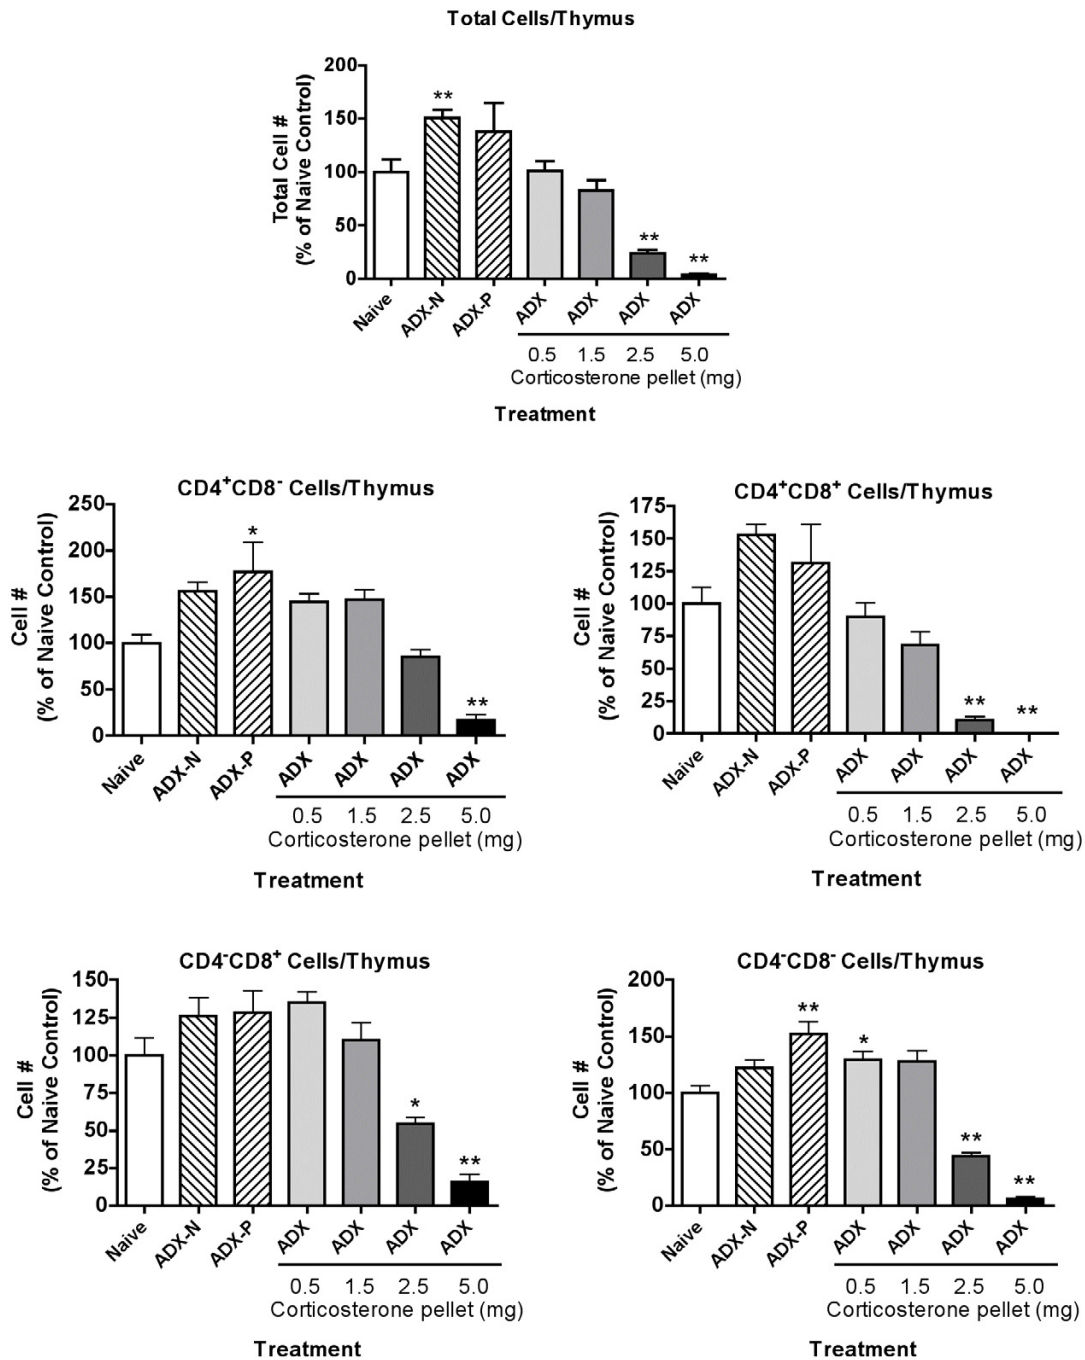 Total Cells/Thymus
Total Cell #
(% of Naive Control)
200
150
100
50
0
**
**
**
Naive
ADX-N
ADX-P
ADX
ADX
ADX
ADX
0.5 1.5 2.5 5.0
Corticosterone pellet (mg)
Treatment
CD4⁺CD8⁻ Cells/Thymus
Cell #
(% of Naive Control)
250
200
150
100
50
0
*
**
Naive
ADX-N
ADX-P
ADX
ADX
ADX
ADX
0.5 1.5 2.5 5.0
Corticosterone pellet (mg)
Treatment
CD4⁺CD8⁺ Cells/Thymus
Cell #
(% of Naive Control)
175
150
125
100
75
50
25
0
**
**
Naive
ADX-N
ADX-P
ADX
ADX
ADX
ADX
0.5 1.5 2.5 5.0
Corticosterone pellet (mg)
Treatment
CD4⁻CD8⁺ Cells/Thymus
Cell #
(% of Naive Control)
150
125
100
75
50
25
0
*
**
Naive
ADX-N
ADX-P
ADX
ADX
ADX
ADX
0.5 1.5 2.5 5.0
Corticosterone pellet (mg)
Treatment
CD4⁻CD8⁻ Cells/Thymus
Cell #
(% of Naive Control)
200
150
100
50
0
**
*
**
**
Naive
ADX-N
ADX-P
ADX
ADX
ADX
ADX
0.5 1.5 2.5 5.0
Corticosterone pellet (mg)
Treatment